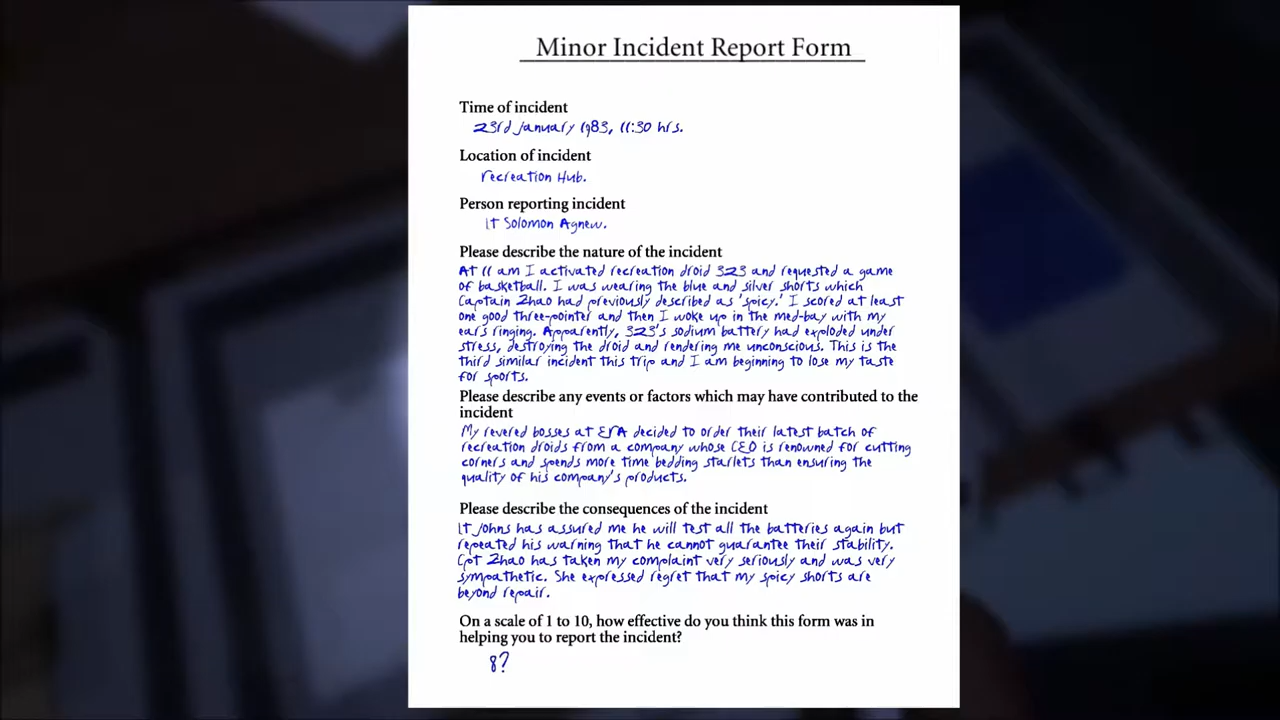 Minor Incident Report Form
Time of incident
23rd January 1983, 11:30 hrs.
Location of incident
Recreation Hub.
Person reporting incident
Lt Solomon Agnew.
Please describe the nature of the incident
At 11 am I activated recreation droid 323 and requested a game
of basketball. I was wearing the blue and silver shorts which
Captain Zhao had previously described as 'spicy.' I scored at least
one good three-pointer and then I woke up in the med-bay with my
ears ringing. Apparently, 323's sodium battery had exploded under
stress, destroying the droid and rendering me unconscious. This is the
third similar incident this trip and I am beginning to lose my taste
for sports.
Please describe any events or factors which may have contributed to the
incident
My revered bosses at ESA decided to order their latest batch of
recreation droids from a company whose CEO is renowned for cutting
corners and spends more time bedding starlets than ensuring the
quality of his company's products.
Please describe the consequences of the incident
Lt Johns has assured me he will test all the batteries again but
repeated his warning that he cannot guarantee their stability.
Cpt Zhao has taken my complaint very seriously and was very
sympathetic. She expressed regret that my spicy shorts are
beyond repair.
On a scale of 1 to 10, how effective do you think this form was in
helping you to report the incident?
8?